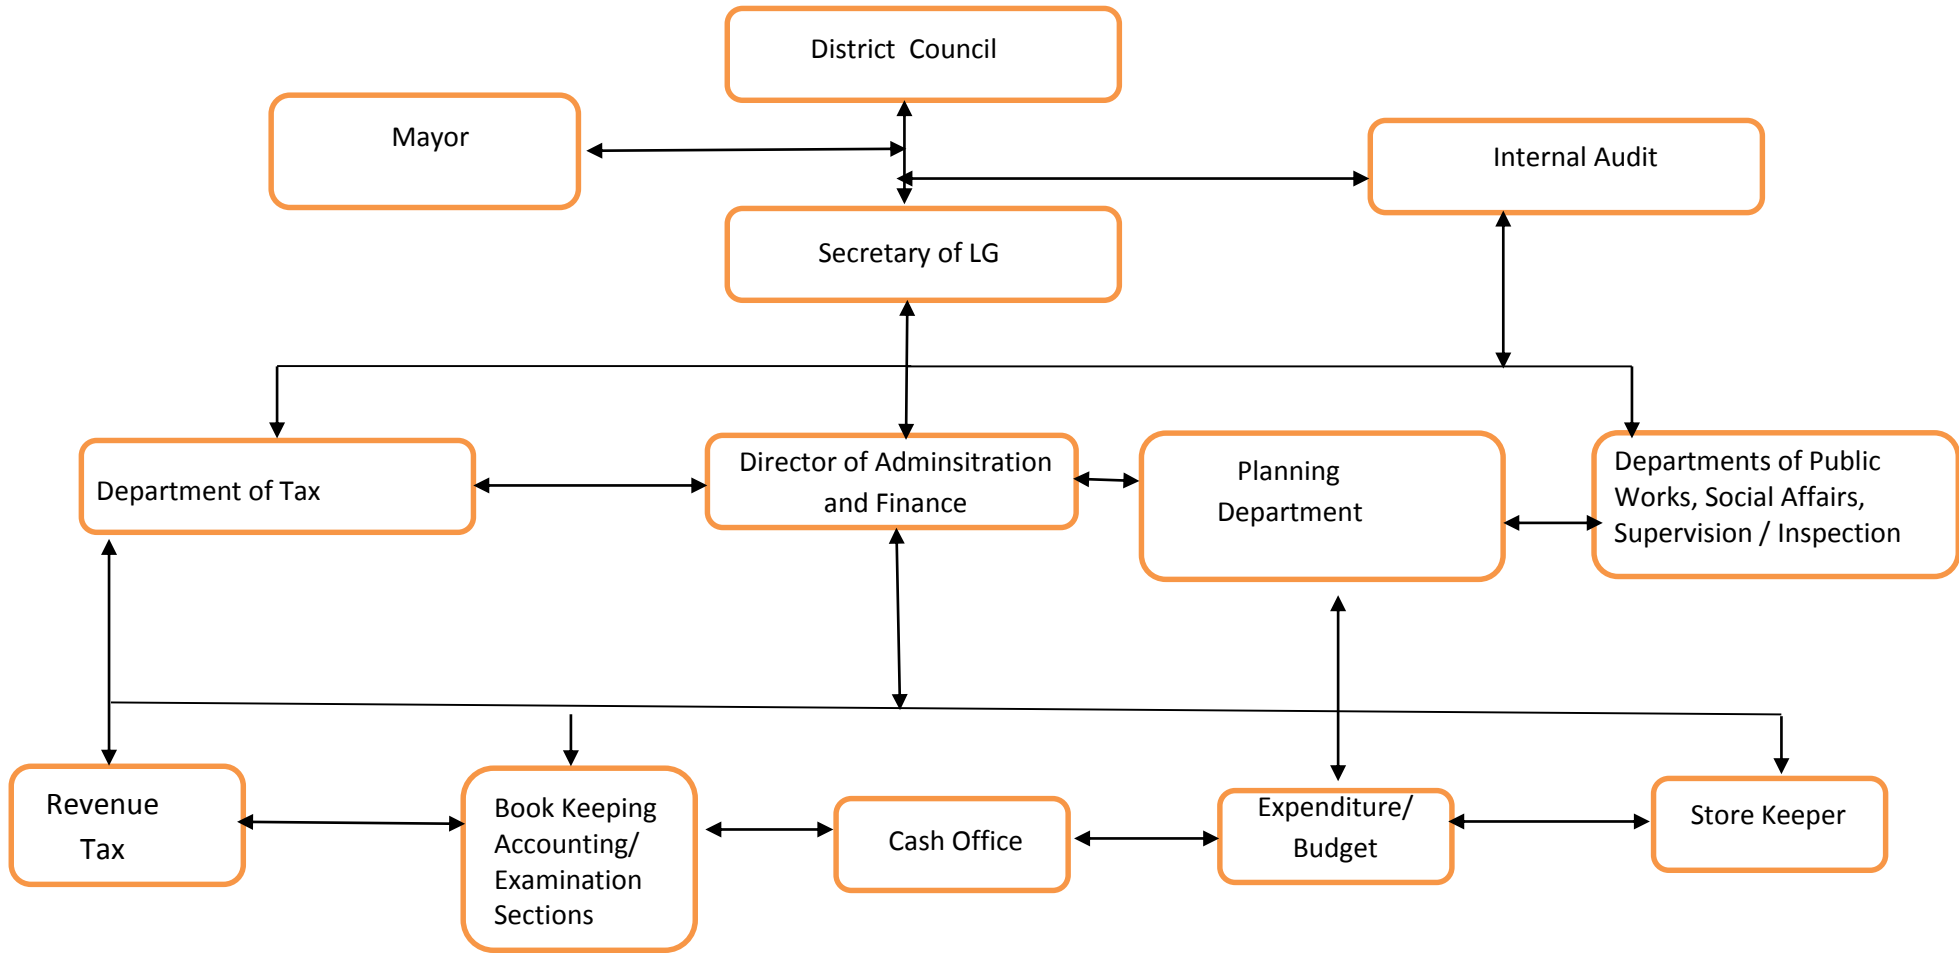 District  Council
Mayor
Internal Audit
Secretary of LG
Department of Tax
Director of Adminsitration
and Finance
Planning
Department
Departments of Public
Works, Social Affairs,
Supervision / Inspection
Revenue
Tax
Book Keeping
Accounting/
Examination
Sections
Cash Office
Expenditure/
Budget
Store Keeper